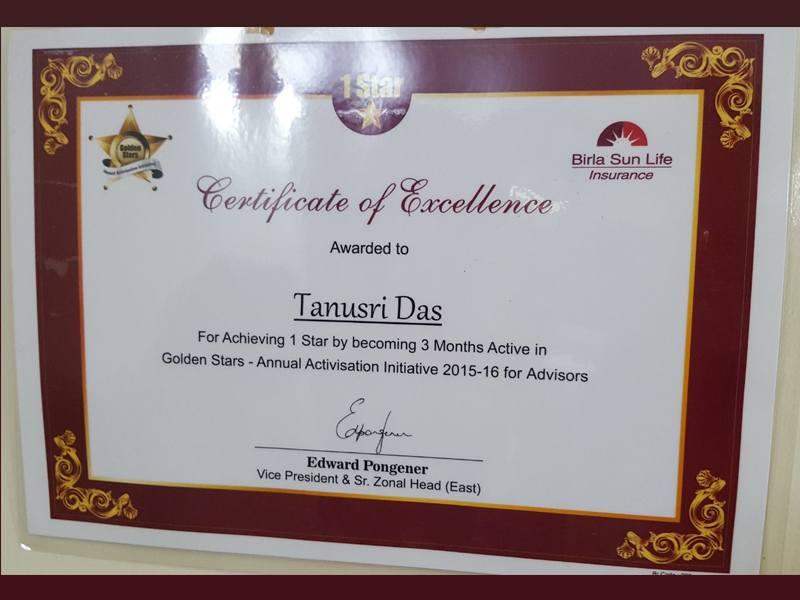 1 Star
Golden
Stars
Birla Sun Life
Insurance
Certificate of Excellence
Awarded to
Tanusri Das
For Achieving 1 Star by becoming 3 Months Active in
Golden Stars - Annual Activisation Initiative 2015-16 for Advisors
Edward Pongener
Vice President & Sr. Zonal Head (East)